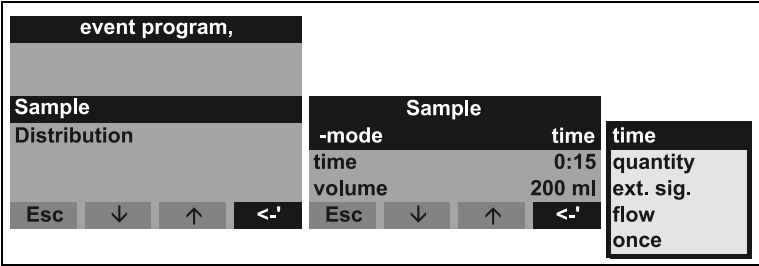 event program,
Sample
Distribution
Esc ↓ ↑ <-'
Sample
-mode time
time 0:15
volume 200 ml
Esc ↓ ↑ <-'
time
quantity
ext. sig.
flow
once